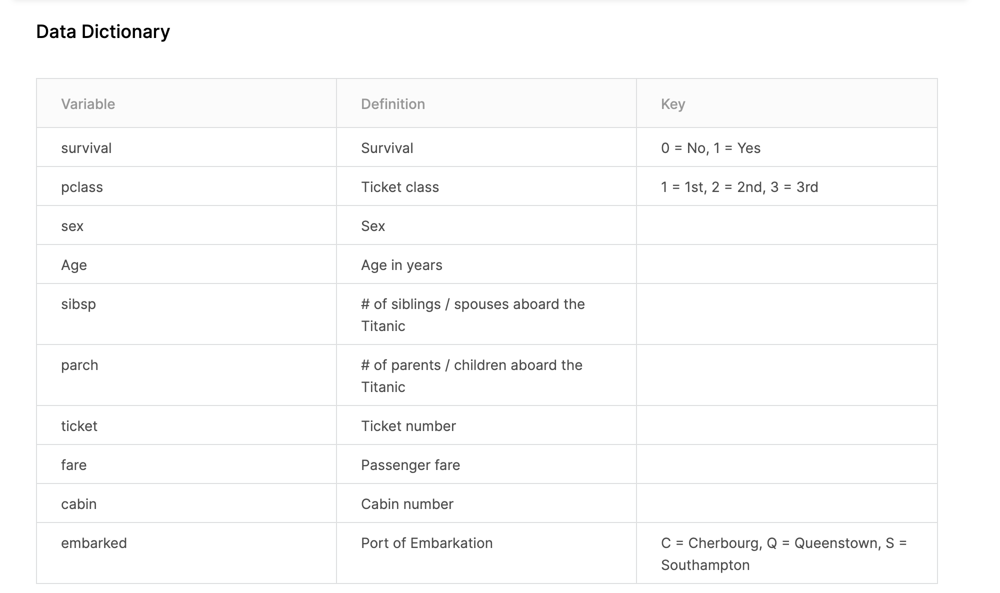 Data Dictionary
Variable Definition Key
survival Survival 0 = No, 1 = Yes
pclass Ticket class 1 = 1st, 2 = 2nd, 3 = 3rd
sex Sex
Age Age in years
sibsp # of siblings / spouses aboard the
Titanic
parch # of parents / children aboard the
Titanic
ticket Ticket number
fare Passenger fare
cabin Cabin number
embarked Port of Embarkation C = Cherbourg, Q = Queenstown, S =
Southampton